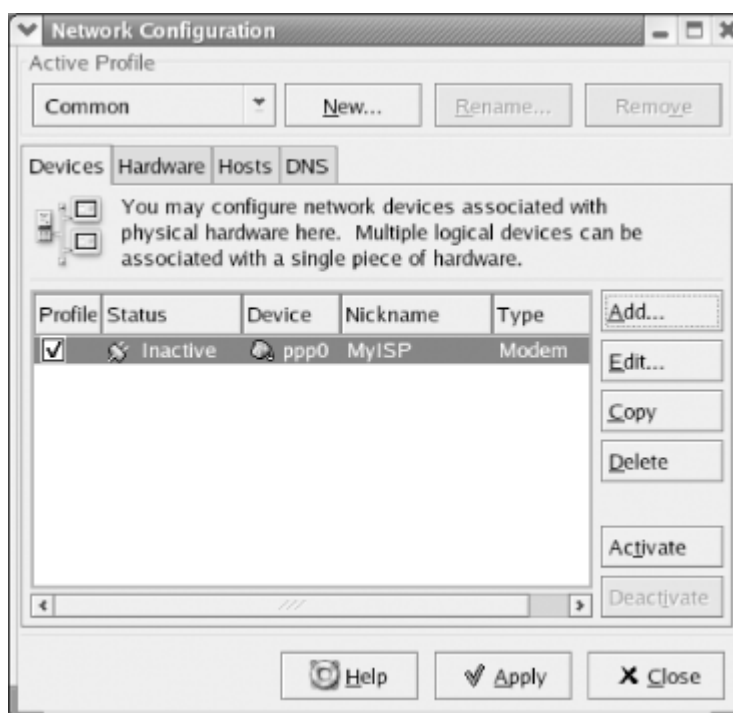 Network Configuration
Active Profile
Common New... Rename... Remove
Devices Hardware Hosts DNS
You may configure network devices associated with
physical hardware here. Multiple logical devices can be
associated with a single piece of hardware.
Profile Status Device Nickname Type
Inactive ppp0 MyISP Modem
Add...
Edit...
Copy
Delete
Activate
Deactivate
Help Apply Close